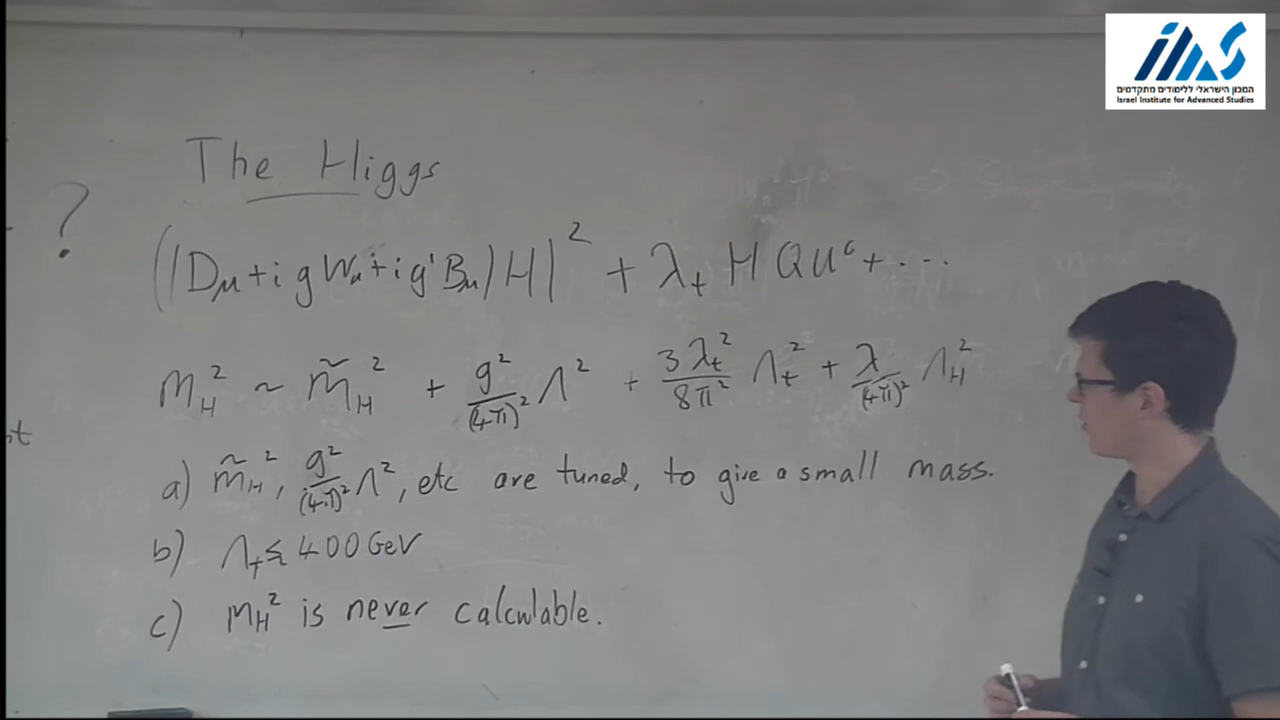 המכון הישראלי ללימודים מתקדמים
Israel Institute for Advanced Studies
The Higgs
?
|(D_μ + i g W_μ + i g' B_μ) H|² + λ_t H Q u^c + ...
m_H² ~ m̃_H² + g²/(4π)² Λ² + 3λ_t²/8π² Λ_t² + λ/(4π)² Λ_H²
a) m̃_H², g²/(4π)² Λ², etc are tuned, to give a small mass.
b) Λ_t ≲ 400 GeV
c) m_H² is never calculable.